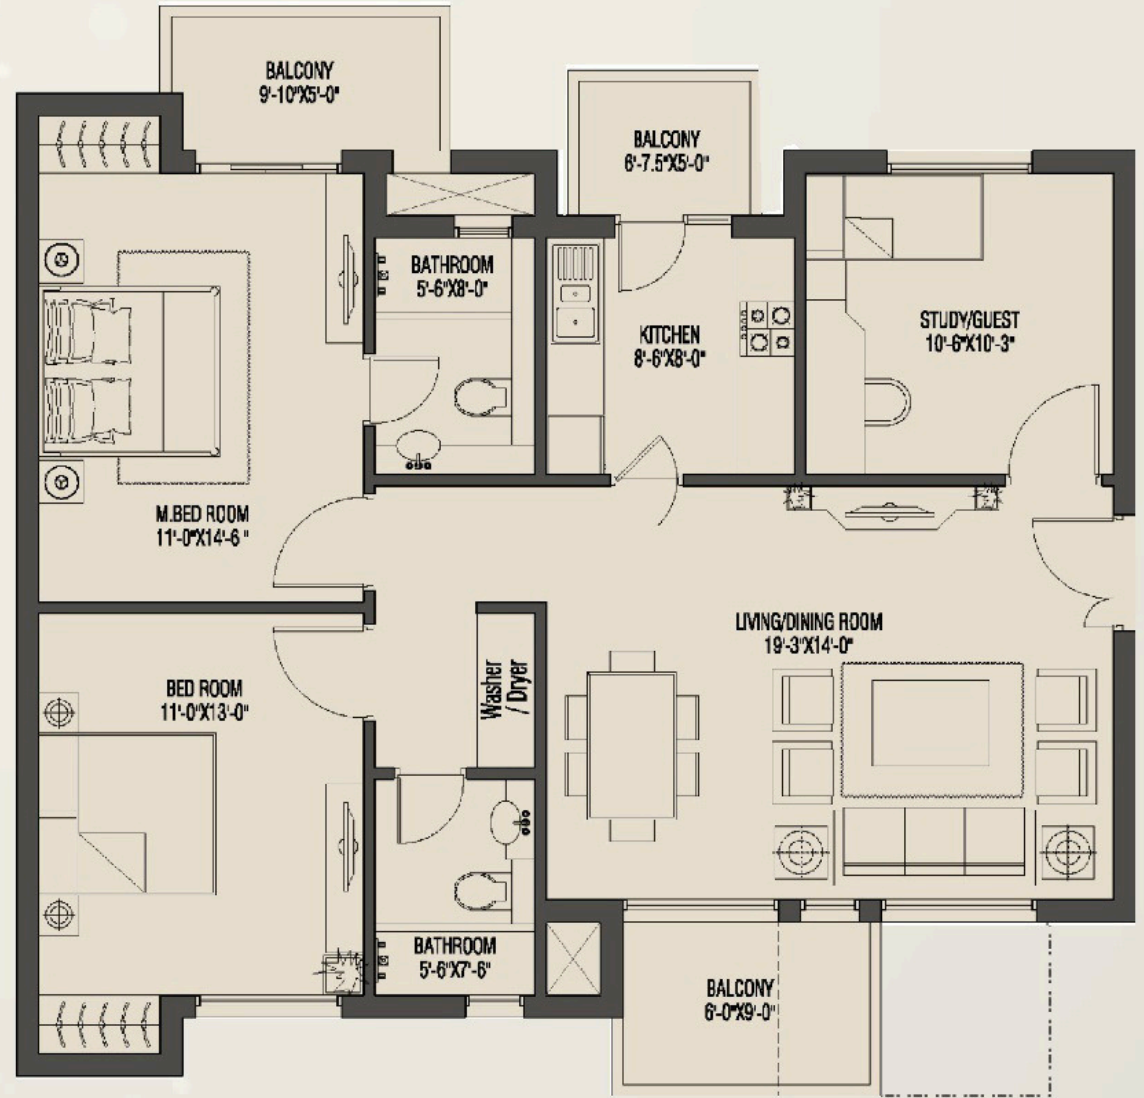 BALCONY
9'-10"X5'-0"
BALCONY
6'-7.5"X5'-0"
BATHROOM
5'-6"X8'-0"
KITCHEN
8'-6"X8'-0"
STUDY/GUEST
10'-6"X10'-3"
M.BED ROOM
11'-0"X14'-6"
LIVING/DINING ROOM
19'-3"X14'-0"
BED ROOM
11'-0"X13'-0"
Washer
/ Dryer
BATHROOM
5'-6"X7'-6"
BALCONY
6'-0"X9'-0"